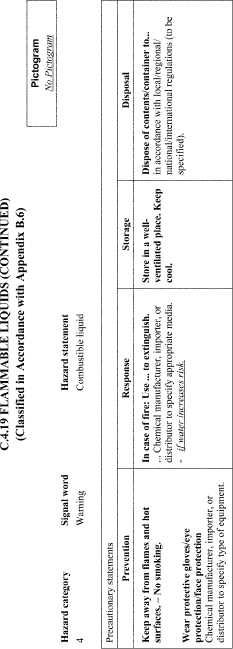 C.4.19 FLAMMABLE LIQUIDS (CONTINUED)
(Classified in Accordance with Appendix B.6)
Pictogram
No Pictogram
Hazard category
Signal word
Hazard statement
4
Warning
Combustible liquid
Precautionary statements
Prevention
Response
Storage
Disposal
Keep away from flames and hot
surfaces. – No smoking.
Wear protective gloves/eye
protection/face protection
Chemical manufacturer, importer, or
distributor to specify type of equipment.
In case of fire: Use ... to extinguish.
... Chemical manufacturer, importer, or
distributor to specify appropriate media.
- if water increases risk.
Store in a well-
ventilated place. Keep
cool.
Dispose of contents/container to...
in accordance with local/regional/
national/international regulations (to be
specified).